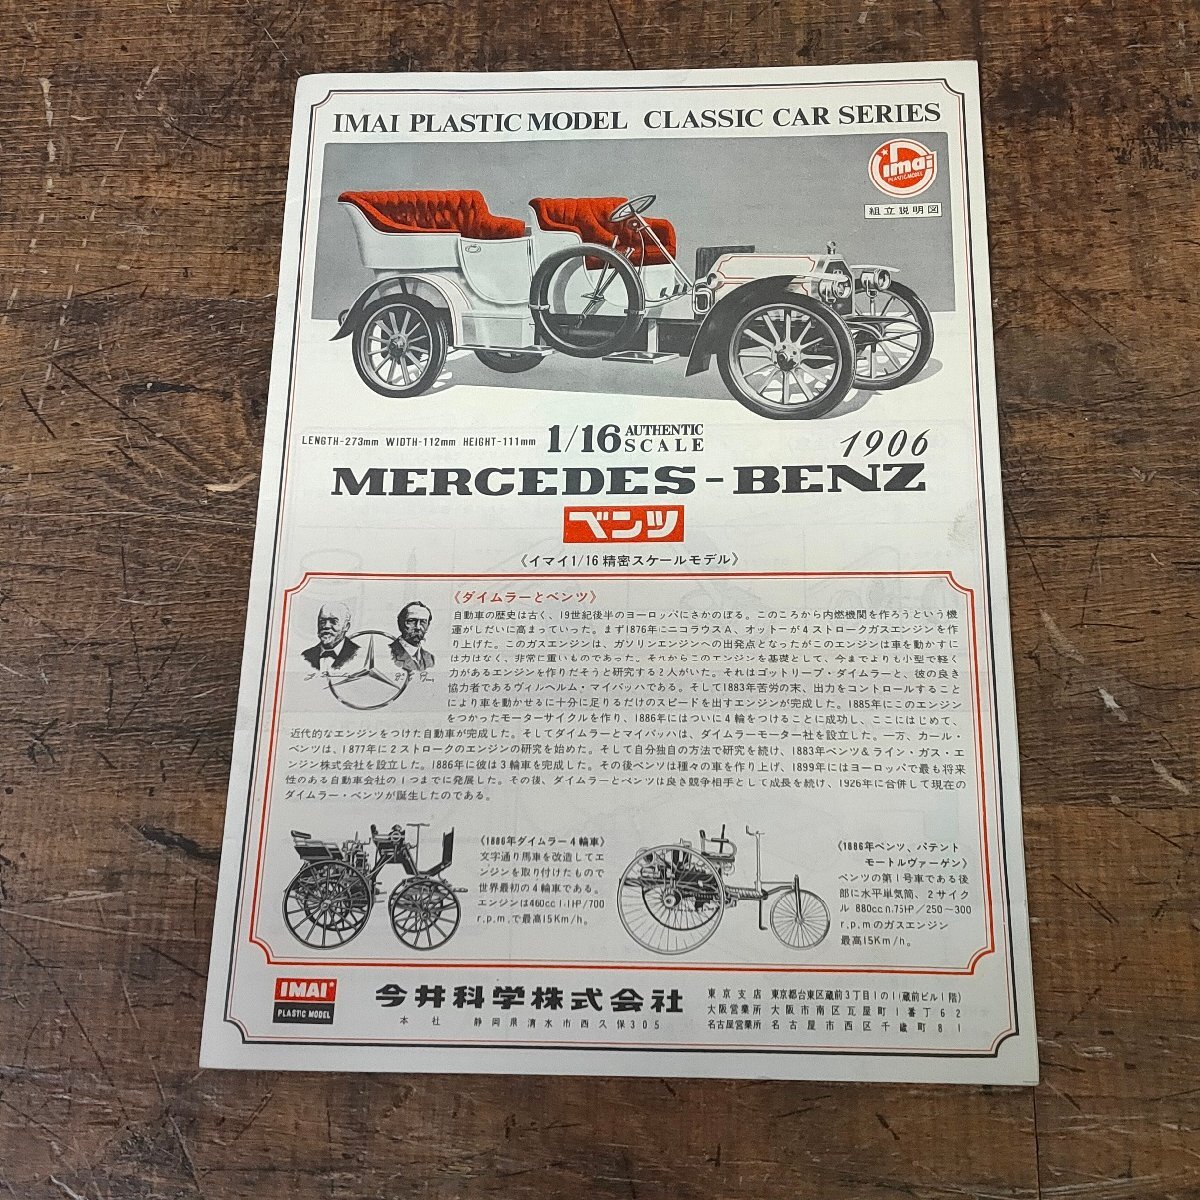 IMAI PLASTIC MODEL CLASSIC CAR SERIES
imai
PLASTIC MODEL
組立説明図
LENGTH-273mm WIDTH-112mm HEIGHT-111mm 1/16 AUTHENTIC SCALE
1906
MERCEDES-BENZ
ベンツ
《イマイ1/16精密スケールモデル》
《ダイムラーとベンツ》
自動車の歴史は古く、19世紀後半のヨーロッパにさかのぼる。このころから内燃機関を作ろうという機
運がしだいに高まっていった。まず1876年にニコラウスA、オットーが4ストロークガスエンジンを作
り上げた。このガスエンジンは、ガソリンエンジンへの出発点となったがこのエンジンは車を動かすに
は力はなく、非常に重いものであった。それからこのエンジンを基礎として、今までよりも小型で軽く
力があるエンジンを作りだそうと研究する2人がいた。それはゴットリープ・ダイムラーと、彼の良き
協力者であるヴィルヘルム・マイバッハである。そして1883年苦労の末、出力をコントロールすること
により車を動かせるに十分に足りるだけのスピードを出すエンジンが完成した。1885年にこのエンジン
をつかったモーターサイクルを作り、1886年にはついに4輪をつけることに成功し、ここにはじめて、
近代的なエンジンをつけた自動車が完成した。そしてダイムラーとマイバッハは、ダイムラーモーター社を設立した。一方、カール・
ベンツは、1877年に2ストロークのエンジンの研究を始めた。そして自分独自の方法で研究を続け、1883年ベンツ&ライン・ガス・エ
ンジン株式会社を設立した。1886年に彼は3輪車を完成した。その後ベンツは種々の車を作り上げ、1899年にはヨーロッパで最も将来
性のある自動車会社の1つまでに発展した。その後、ダイムラーとベンツは良き競争相手として成長を続け、1926年に合併して現在の
ダイムラー・ベンツが誕生したのである。
《1886年ダイムラー4輪車》
文字通り馬車を改造してエ
ンジンを取り付けたもので
世界最初の4輪車である。
エンジンは460cc 1.1HP/700
r.p.m.で最高15Km/h。
《1886年ベンツ、パテント
モートルヴァーゲン》
ベンツの第1号車である後
部に水平単気筒、2サイク
ル 880cc n.75HP/250~300
r.p.mのガスエンジン
最高15Km/h。
IMAI
PLASTIC MODEL
今井科学株式会社
本社 静岡県清水市西久保305
東京支店 東京都台東区蔵前3丁目1の1(蔵前ビル1階)
大阪営業所 大阪市南区瓦屋町1番丁62
名古屋営業所 名古屋市西区千歳町81